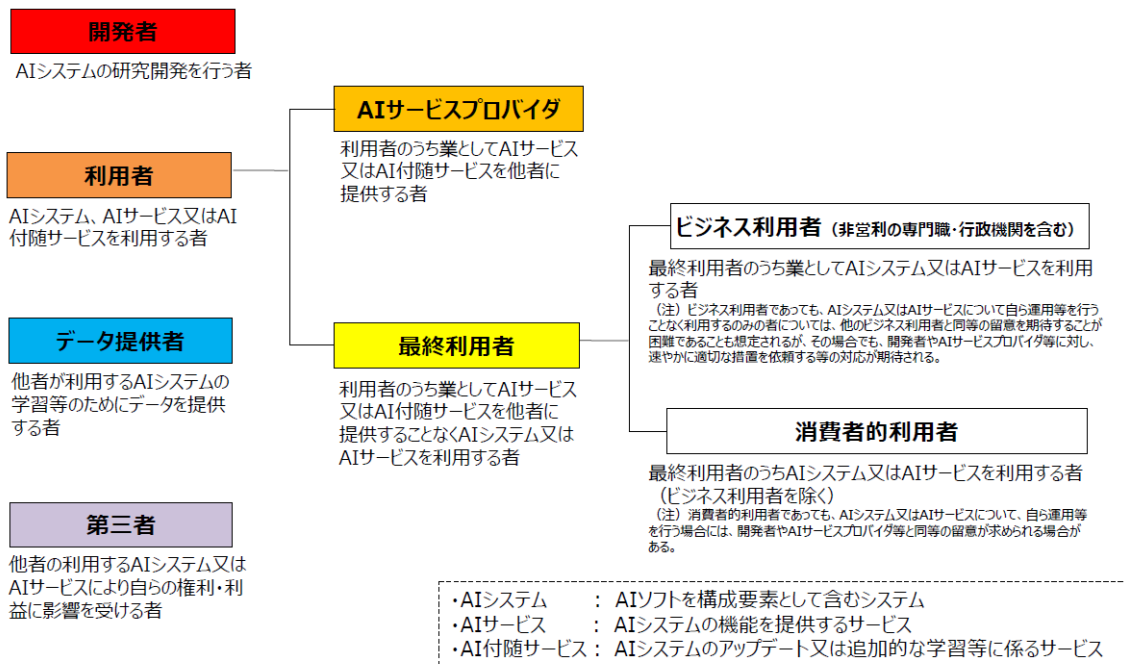 開発者
AIシステムの研究開発を行う者
利用者
AIシステム、AIサービス又はAI
付随サービスを利用する者
データ提供者
他者が利用するAIシステムの
学習等のためにデータを提供
する者
第三者
他者の利用するAIシステム又は
AIサービスにより自らの権利・利
益に影響を受ける者
AIサービスプロバイダ
利用者のうち業としてAIサービス
又はAI付随サービスを他者に
提供する者
最終利用者
利用者のうち業としてAIサービス
又はAI付随サービスを他者に
提供することなくAIシステム又は
AIサービスを利用する者
ビジネス利用者（非営利の専門職・行政機関を含む）
最終利用者のうち業としてAIシステム又はAIサービスを利用
する者
（注）ビジネス利用者であっても、AIシステム又はAIサービスについて自ら運用等を行う
ことなく利用するのみの者については、他のビジネス利用者と同等の留意を期待することが
困難であることも想定されるが、その場合でも、開発者やAIサービスプロバイダ等に対し、
速やかに適切な措置を依頼する等の対応が期待される。
消費者的利用者
最終利用者のうちAIシステム又はAIサービスを利用する者
（ビジネス利用者を除く）
（注）消費者的利用者であっても、AIシステム又はAIサービスについて、自ら運用等
を行う場合には、開発者やAIサービスプロバイダ等と同等の留意が求められる場合が
ある。
・AIシステム ： AIソフトを構成要素として含むシステム
・AIサービス ： AIシステムの機能を提供するサービス
・AI付随サービス： AIシステムのアップデート又は追加的な学習等に係るサービス